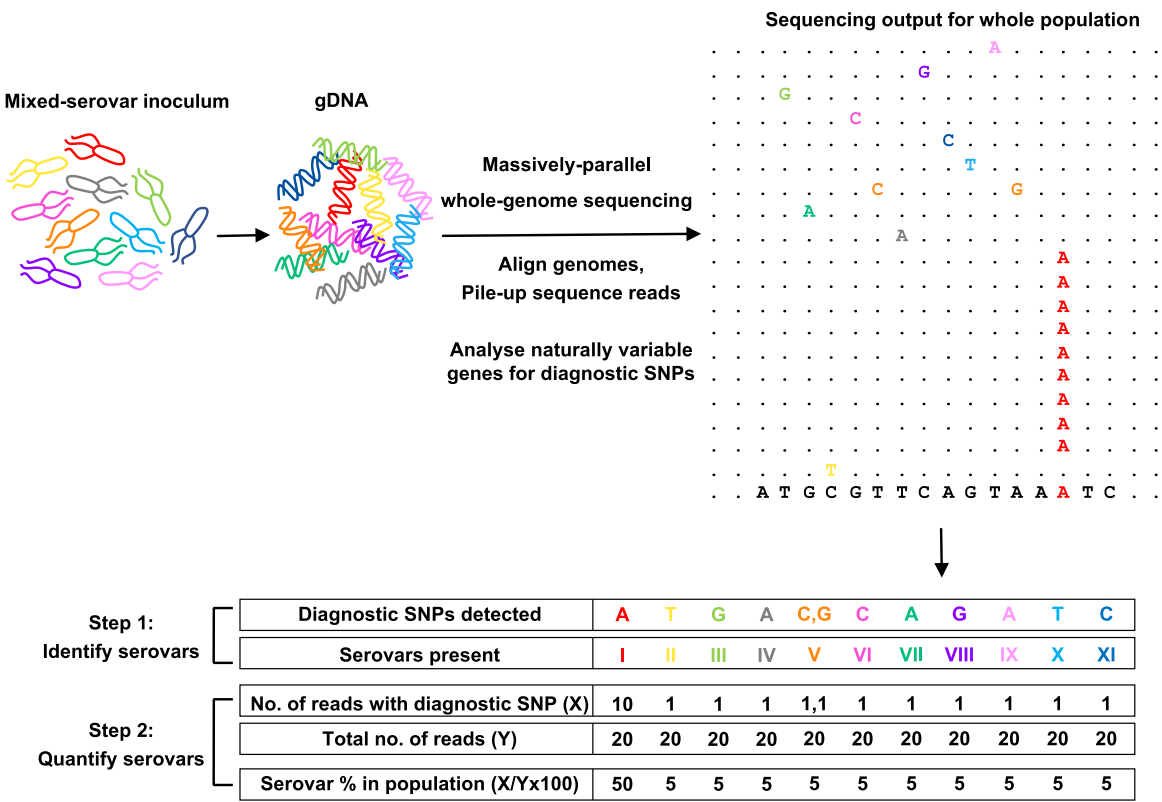 Sequencing output for whole population
Mixed-serovar inoculum
gDNA
Massively-parallel
whole-genome sequencing
Align genomes,
Pile-up sequence reads
Analyse naturally variable
genes for diagnostic SNPs
. . . . . . . . . . . . A . . . . . . .
. . . . . . . . . G . . . . . . . . . .
. . . G . . . . . . . . . . . . . . . .
. . . . . . C . . . . . . . . . . . . .
. . . . . . . . . . C . . . . . . . . .
. . . . . . . . . . . T . . . . . . . .
. . . . . . . C . . . . . G . . . . . .
. . . . A . . . . . . . . . . . . . . .
. . . . . . . . A . . . . . . . . . . .
. . . . . . . . . . . . . . . A . . . .
. . . . . . . . . . . . . . . A . . . .
. . . . . . . . . . . . . . . A . . . .
. . . . . . . . . . . . . . . A . . . .
. . . . . . . . . . . . . . . A . . . .
. . . . . . . . . . . . . . . A . . . .
. . . . . . . . . . . . . . . A . . . .
. . . . . . . . . . . . . . . A . . . .
. . . . . . . . . . . . . . . A . . . .
. . . . . T . . . . . . . . . . . . . .
. . A T G C G T T C A G T A A A T C . .
Step 1:
Identify serovars
Diagnostic SNPs detected A T G A C,G C A G A T C
Serovars present I II III IV V VI VII VIII IX X XI
Step 2:
Quantify serovars
No. of reads with diagnostic SNP (X) 10 1 1 1 1,1 1 1 1 1 1 1
Total no. of reads (Y) 20 20 20 20 20 20 20 20 20 20 20
Serovar % in population (X/Yx100) 50 5 5 5 5 5 5 5 5 5 5